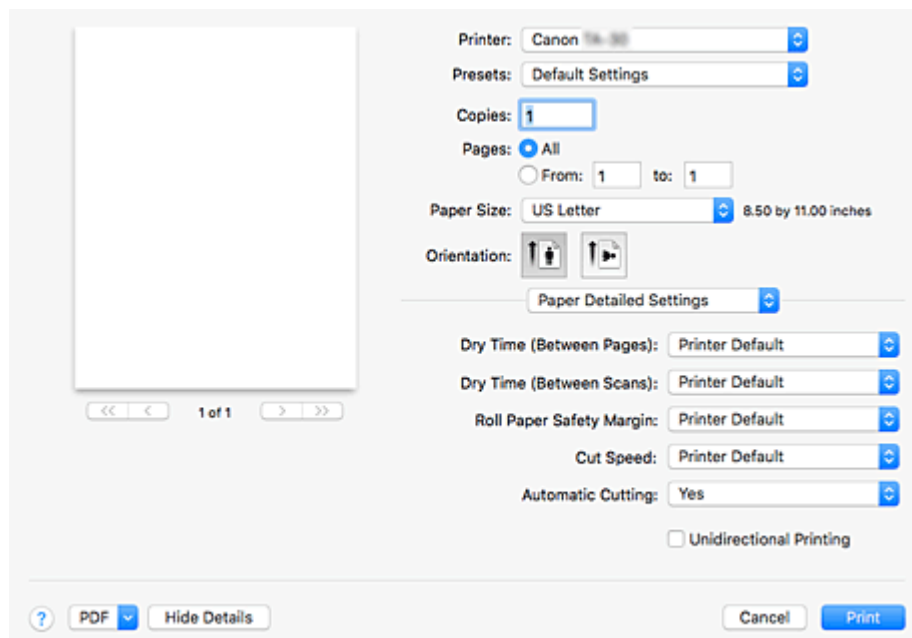 Printer: Canon
Presets: Default Settings
Copies: 1
Pages: All
From: 1 to: 1
Paper Size: US Letter 8.50 by 11.00 inches
Orientation:
Paper Detailed Settings
Dry Time (Between Pages): Printer Default
Dry Time (Between Scans): Printer Default
Roll Paper Safety Margin: Printer Default
Cut Speed: Printer Default
Automatic Cutting: Yes
Unidirectional Printing
<< < 1 of 1 > >>
? PDF Hide Details Cancel Print